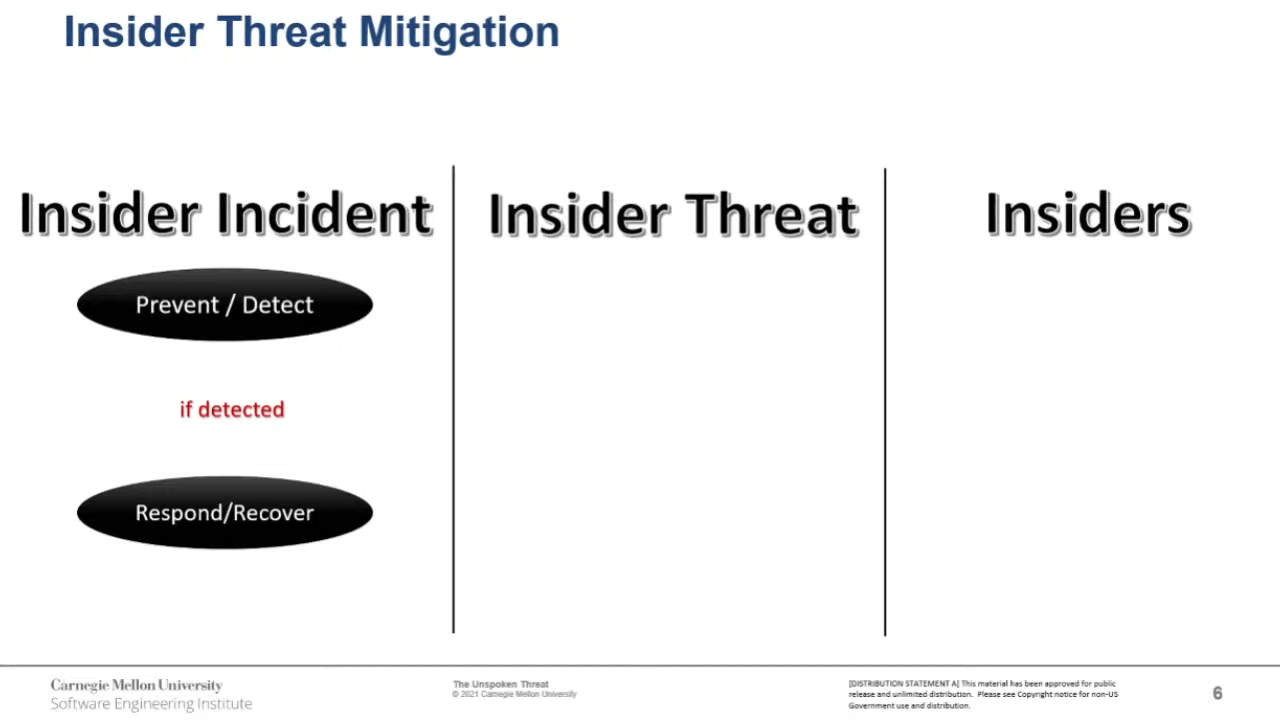 Insider Threat Mitigation
Insider Incident
Prevent / Detect
if detected
Respond/Recover
Insider Threat
Insiders
Carnegie Mellon University
Software Engineering Institute
The Unspoken Threat
© 2021 Carnegie Mellon University
[DISTRIBUTION STATEMENT A] This material has been approved for public
release and unlimited distribution. Please see Copyright notice for non-US
Government use and distribution.
6